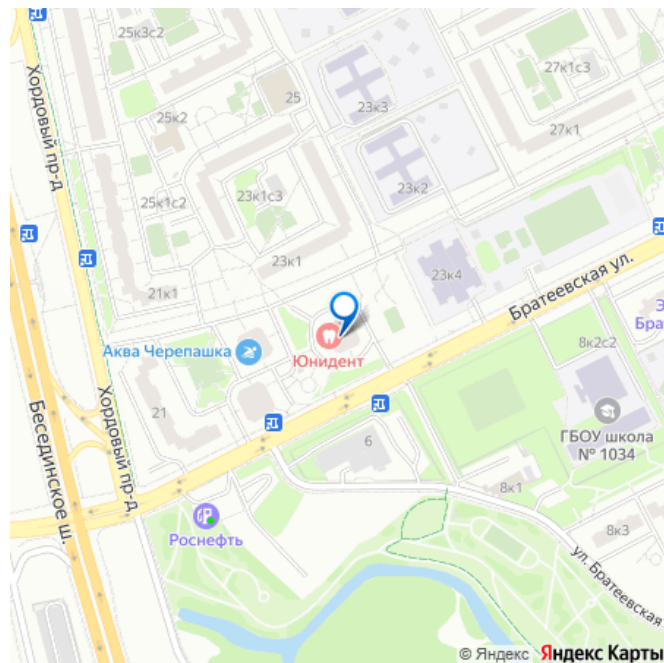 25к3с2
Хордовый пр-д
25
25к2
23к3
27к1с3
27к1
23к2
25к1с2
23к1с3
23к1
21к1
23к4
Братеевская ул.
Э
Бра
Аква Черепашка
Юнидент
8к2с2
21
Хордовый пр-д
Бесединское ш.
6
ГБОУ школа
№ 1034
8к1
8к3
Роснефть
ул. Братеевская
© Яндекс Яндекс Карты